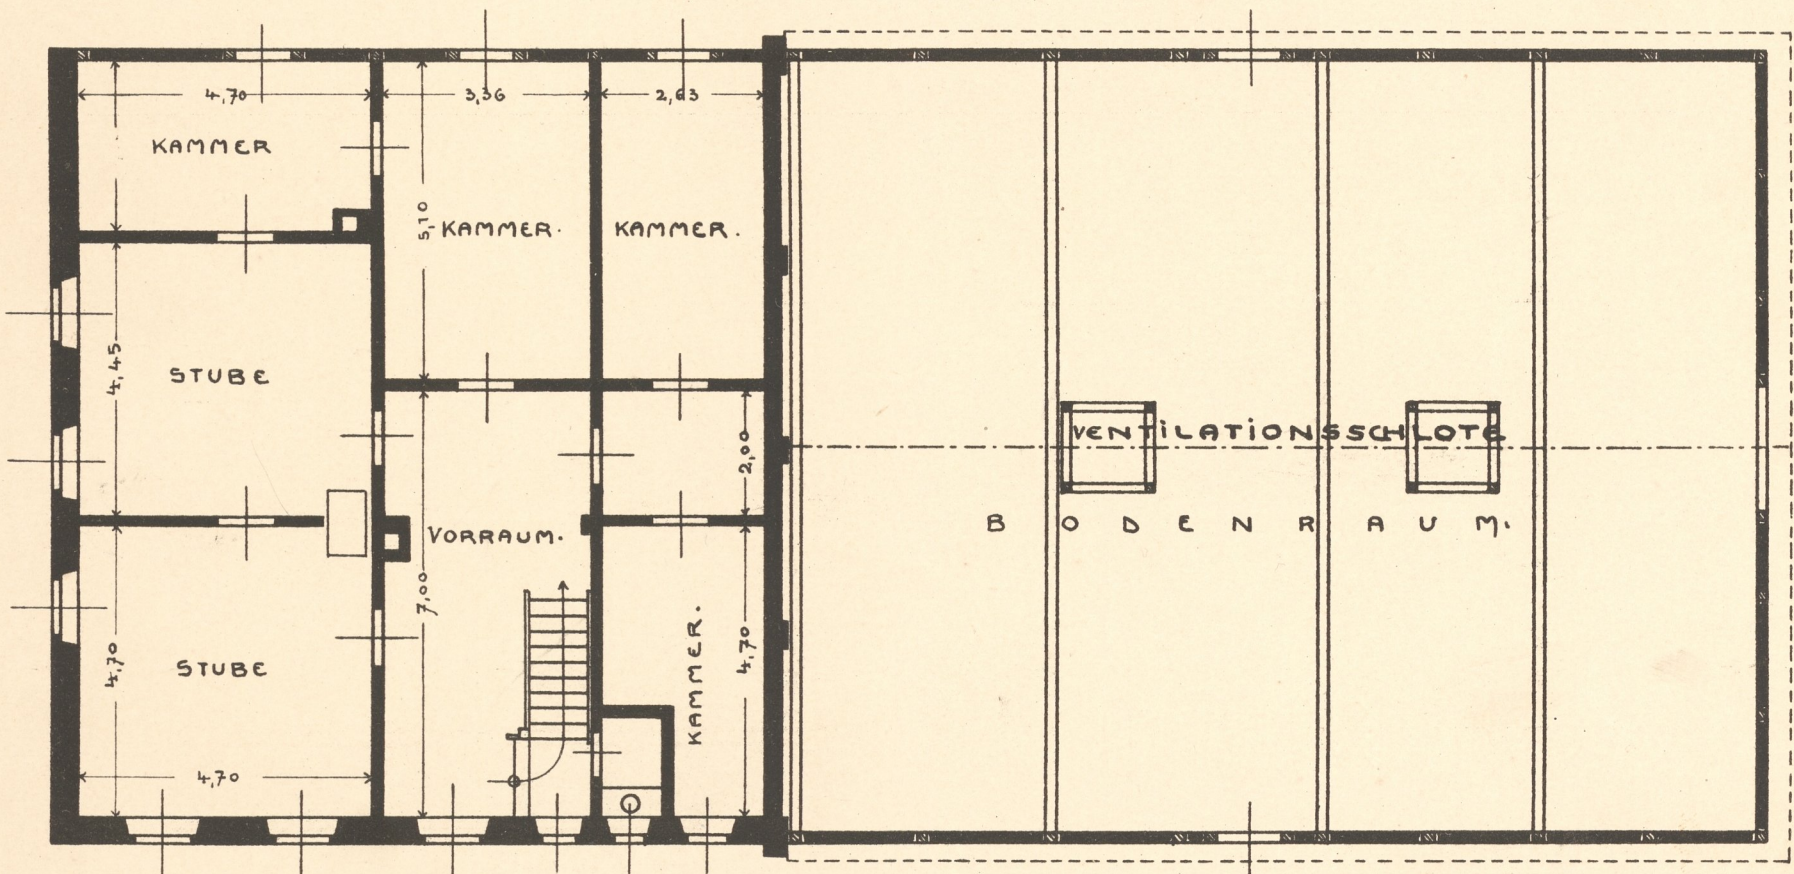 4,70
3,36
2,63
KAMMER
5,10
KAMMER.
KAMMER.
STUBE
4,45
2,00
VENTILATIONSSCHLOTE
BODENRAUM.
VORRAUM.
7,00
STUBE
4,70
KAMMER.
4,70
4,70